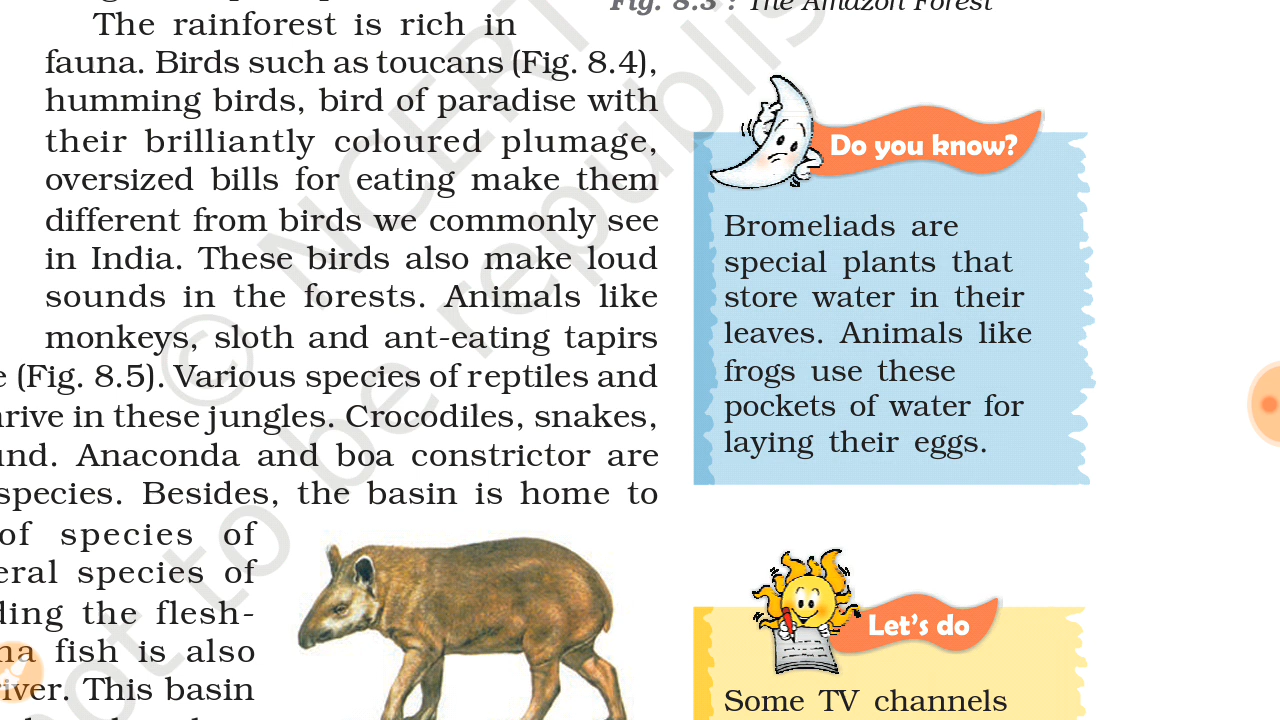 Fig. 8.3 : The Amazon Forest
The rainforest is rich in
fauna. Birds such as toucans (Fig. 8.4),
humming birds, bird of paradise with
their brilliantly coloured plumage,
oversized bills for eating make them
different from birds we commonly see
in India. These birds also make loud
sounds in the forests. Animals like
monkeys, sloth and ant-eating tapirs
(Fig. 8.5). Various species of reptiles and
in these jungles. Crocodiles, snakes,
Anaconda and boa constrictor are
species. Besides, the basin is home to
of species of
species of
the flesh-
fish is also
river. This basin
Do you know?
Bromeliads are
special plants that
store water in their
leaves. Animals like
frogs use these
pockets of water for
laying their eggs.
Let's do
Some TV channels
© NCERT
not to be republis